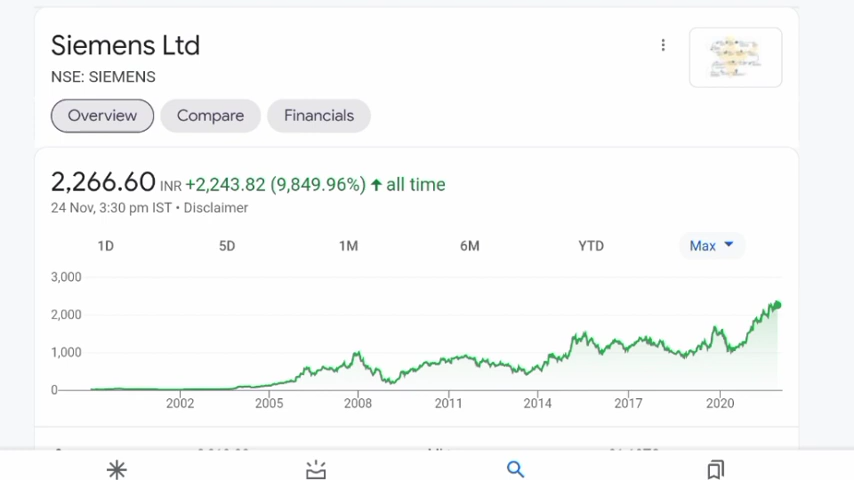 Siemens Ltd
NSE: SIEMENS
Overview Compare Financials
2,266.60 INR +2,243.82 (9,849.96%) ↑ all time
24 Nov, 3:30 pm IST • Disclaimer
1D 5D 1M 6M YTD Max
3,000
2,000
1,000
0
2002 2005 2008 2011 2014 2017 2020